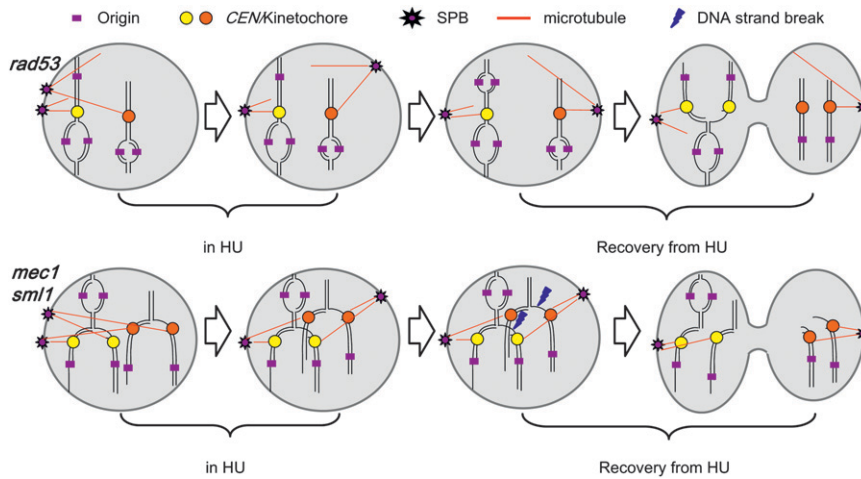 Origin CEN/Kinetochore SPB microtubule DNA strand break
rad53
in HU Recovery from HU
mec1
sml1
in HU Recovery from HU